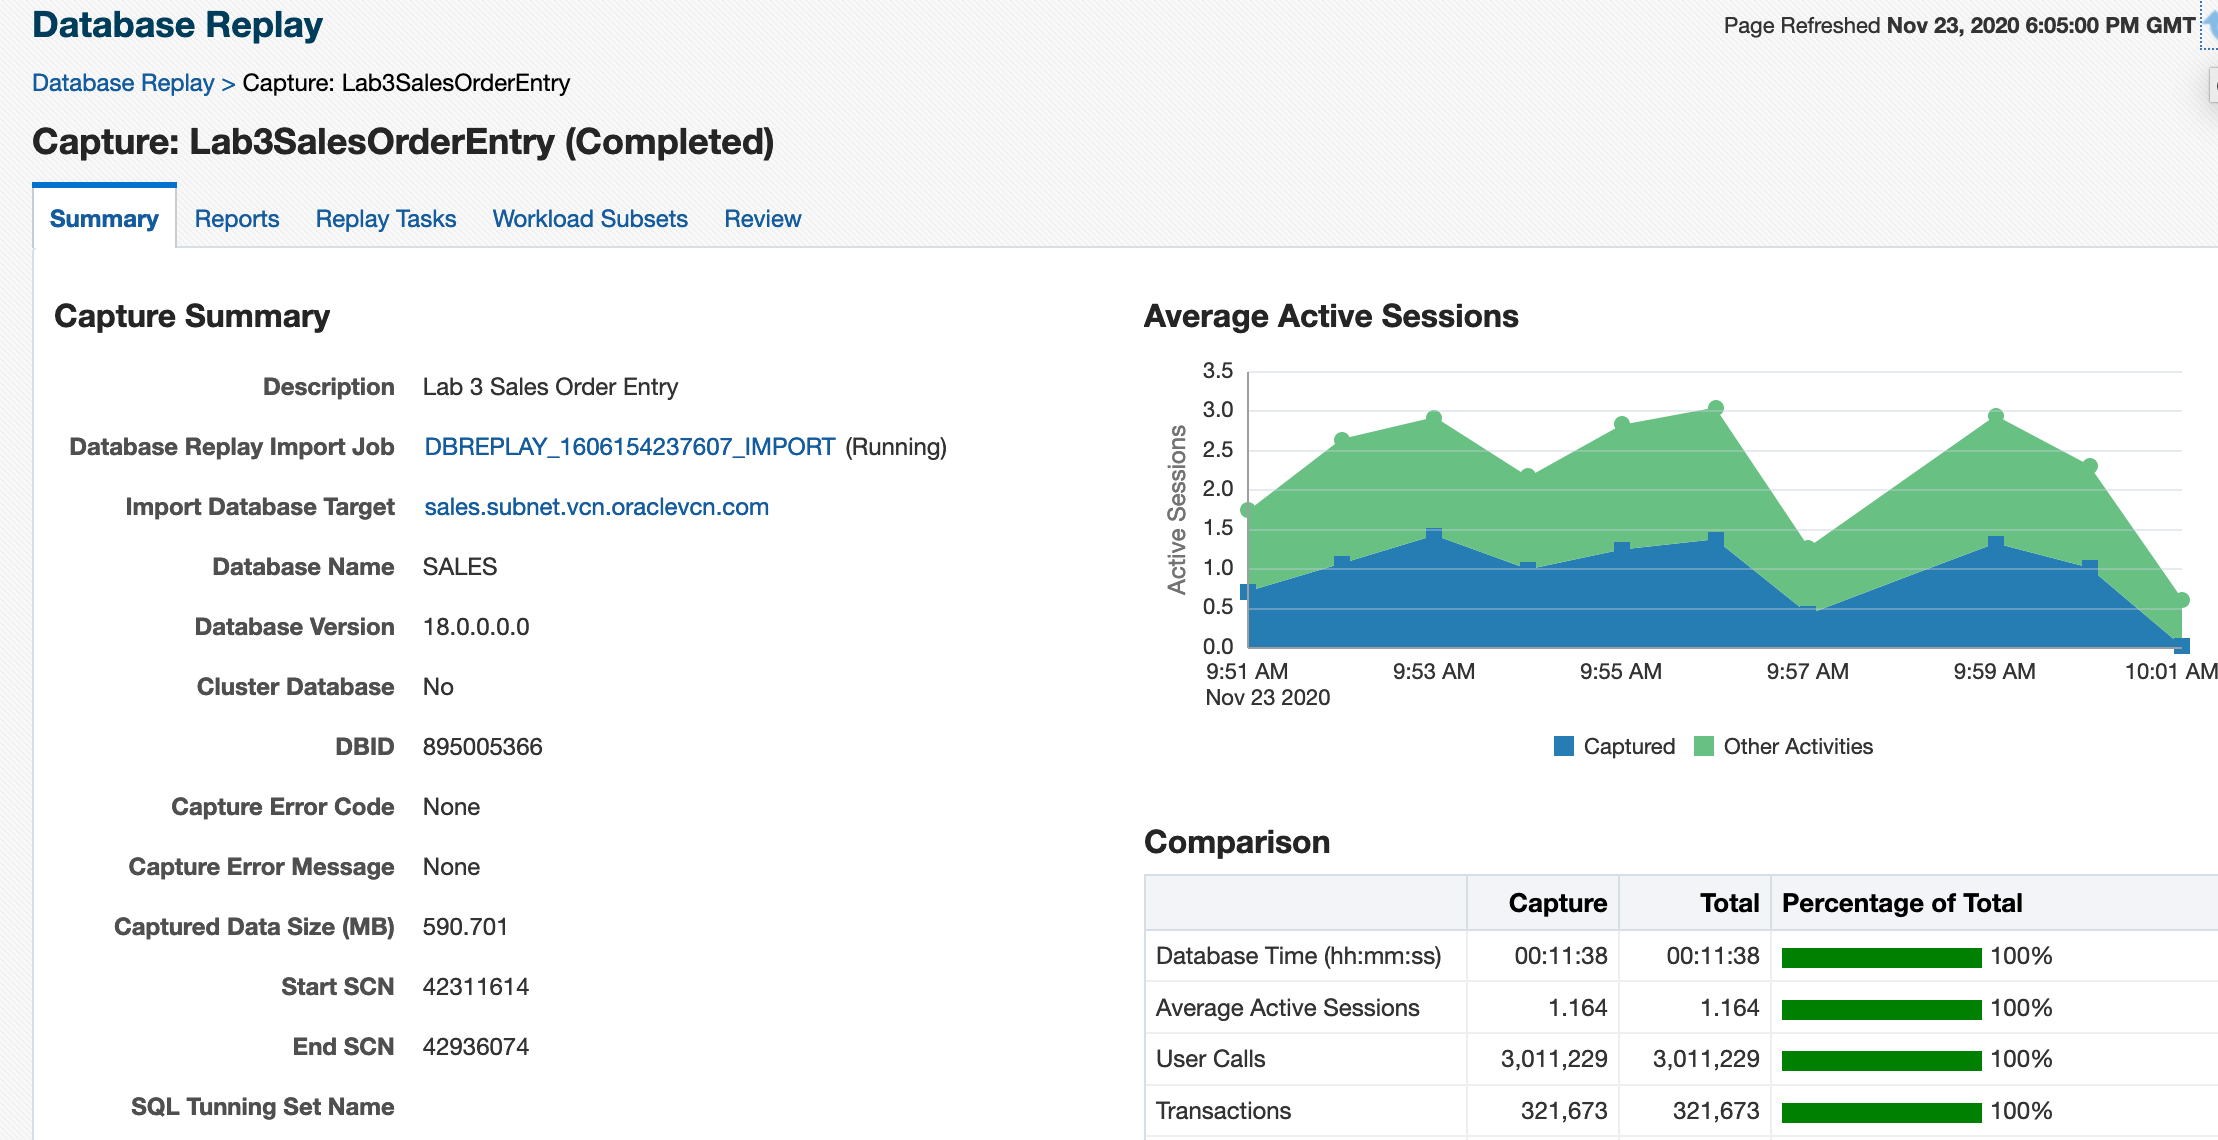 Database Replay
Page Refreshed Nov 23, 2020 6:05:00 PM GMT
Database Replay > Capture: Lab3SalesOrderEntry
Capture: Lab3SalesOrderEntry (Completed)
Summary Reports Replay Tasks Workload Subsets Review
Capture Summary
Description Lab 3 Sales Order Entry
Database Replay Import Job DBREPLAY_1606154237607_IMPORT (Running)
Import Database Target sales.subnet.vcn.oraclevcn.com
Database Name SALES
Database Version 18.0.0.0.0
Cluster Database No
DBID 895005366
Capture Error Code None
Capture Error Message None
Captured Data Size (MB) 590.701
Start SCN 42311614
End SCN 42936074
SQL Tunning Set Name
Average Active Sessions
Active Sessions
3.5
3.0
2.5
2.0
1.5
1.0
0.5
0.0
9:51 AM 9:53 AM 9:55 AM 9:57 AM 9:59 AM 10:01 AM
Nov 23 2020
Captured Other Activities
Comparison
Capture Total Percentage of Total
Database Time (hh:mm:ss) 00:11:38 00:11:38 100%
Average Active Sessions 1.164 1.164 100%
User Calls 3,011,229 3,011,229 100%
Transactions 321,673 321,673 100%